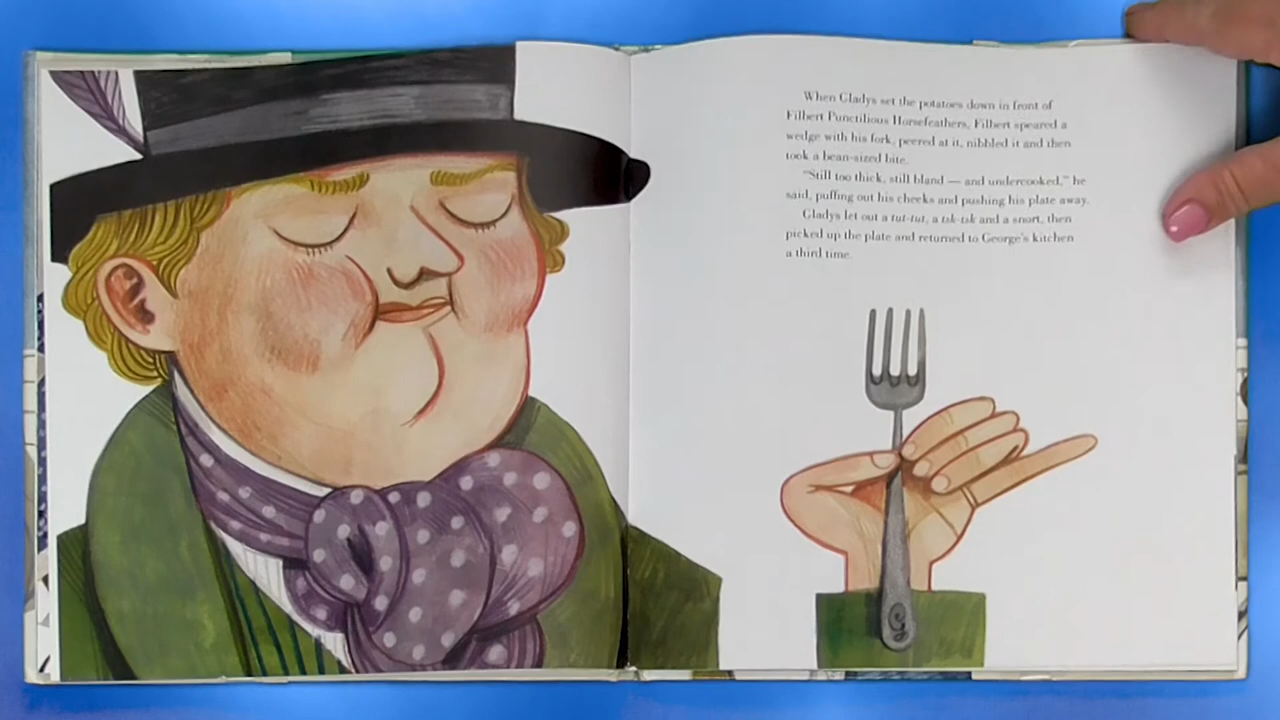 When Gladys set the potatoes down in front of
Filbert Punctilious Horsefeathers, Filbert speared a
wedge with his fork, peered at it, nibbled it and then
took a bean-sized bite.
“Still too thick, still bland — and undercooked,” he
said, puffing out his cheeks and pushing his plate away.
Gladys let out a tut-tut, a tsk-tsk and a snort, then
picked up the plate and returned to George’s kitchen
a third time.
G